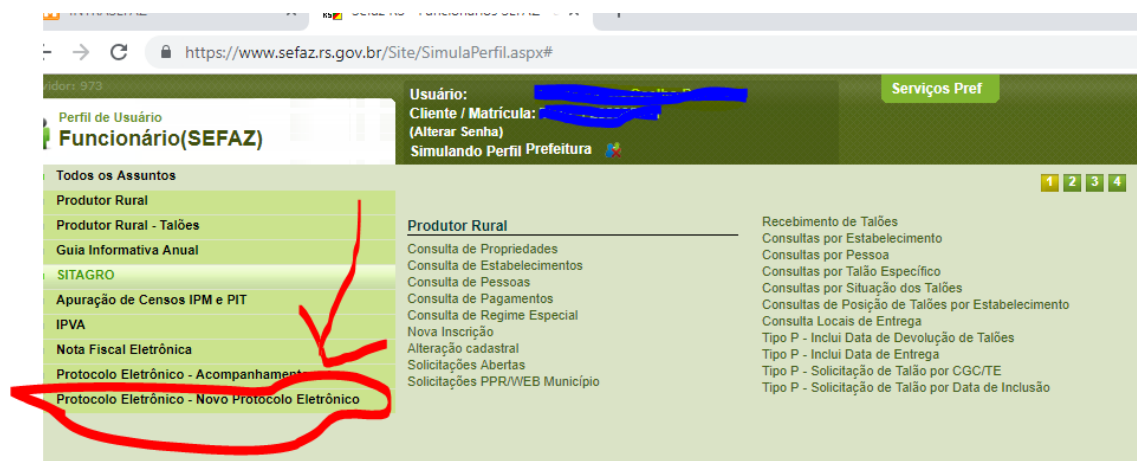 https://www.sefaz.rs.gov.br/Site/SimulaPerfil.aspx#
Perfil de Usuário
Funcionário(SEFAZ)
Usuário:
Cliente / Matrícula:
(Alterar Senha)
Simulando Perfil Prefeitura
Serviços Pref
Todos os Assuntos
Produtor Rural
Produtor Rural - Talões
Guia Informativa Anual
SITAGRO
Apuração de Censos IPM e PIT
IPVA
Nota Fiscal Eletrônica
Protocolo Eletrônico - Acompanhamento
Protocolo Eletrônico - Novo Protocolo Eletrônico
1 2 3 4
Produtor Rural
Consulta de Propriedades
Consulta de Estabelecimentos
Consulta de Pessoas
Consulta de Pagamentos
Consulta de Regime Especial
Nova Inscrição
Alteração cadastral
Solicitações Abertas
Solicitações PPR/WEB Município
Recebimento de Talões
Consultas por Estabelecimento
Consultas por Pessoa
Consultas por Talão Específico
Consultas por Situação dos Talões
Consultas de Posição de Talões por Estabelecimento
Consulta Locais de Entrega
Tipo P - Inclui Data de Devolução de Talões
Tipo P - Inclui Data de Entrega
Tipo P - Solicitação de Talão por CGC/TE
Tipo P - Solicitação de Talão por Data de Inclusão